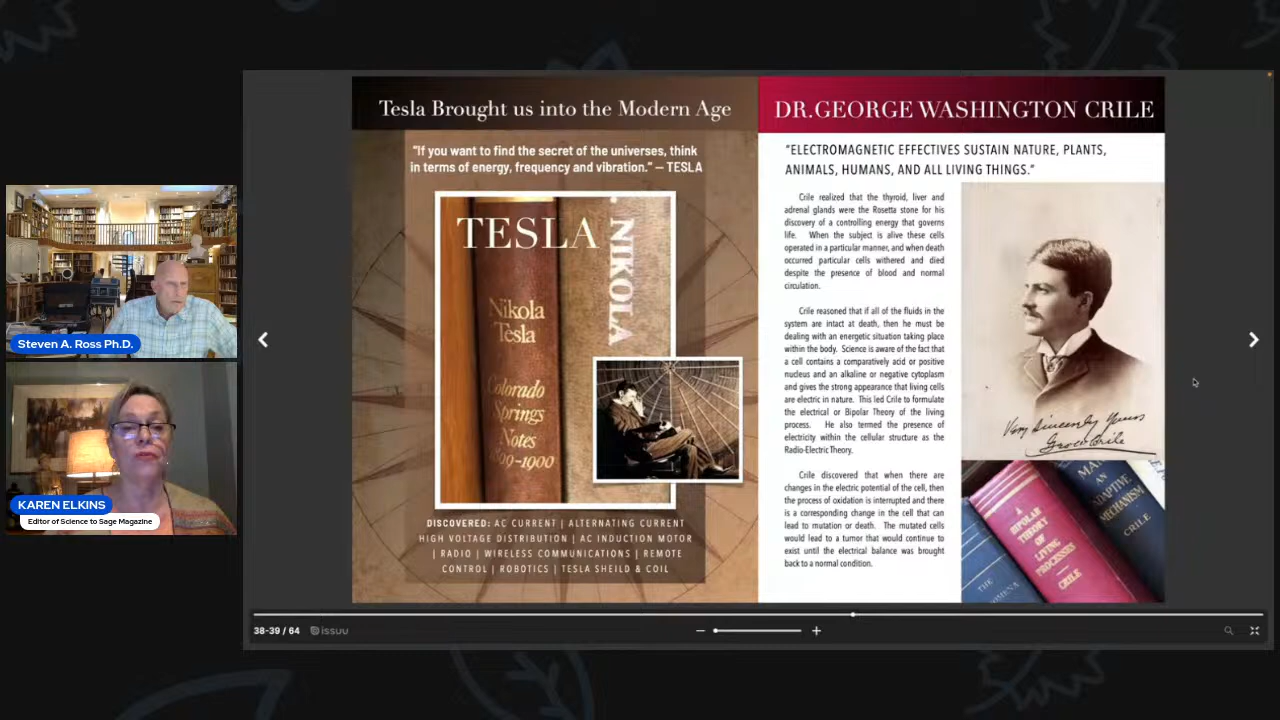 Steven A. Ross Ph.D.
KAREN ELKINS
Editor of Science to Sage Magazine
Tesla Brought us into the Modern Age
"If you want to find the secret of the universes, think
in terms of energy, frequency and vibration." — TESLA
TESLA
NIKOLA
Nikola
Tesla
Colorado
Springs
Notes
1899-1900
DISCOVERED: AC CURRENT | ALTERNATING CURRENT
HIGH VOLTAGE DISTRIBUTION | AC INDUCTION MOTOR
| RADIO | WIRELESS COMMUNICATIONS | REMOTE
CONTROL | ROBOTICS | TESLA SHEILD & COIL
DR.GEORGE WASHINGTON CRILE
"ELECTROMAGNETIC EFFECTIVES SUSTAIN NATURE, PLANTS,
ANIMALS, HUMANS, AND ALL LIVING THINGS."
Crile realized that the thyroid, liver and
adrenal glands were the Rosetta stone for his
discovery of a controlling energy that governs
life. When the subject is alive these cells
operated in a particular manner, and when death
occurred particular cells withered and died
despite the presence of blood and normal
circulation.
Crile reasoned that if all of the fluids in the
system are intact at death, then he must be
dealing with an energetic situation taking place
within the body. Science is aware of the fact that
a cell contains a comparatively acid or positive
nucleus and an alkaline or negative cytoplasm
and gives the strong appearance that living cells
are electric in nature. This led Crile to formulate
the electrical or Bipolar Theory of the living
process. He also termed the presence of
electricity within the cellular structure as the
Radio-Electric Theory.
Crile discovered that when there are
changes in the electric potential of the cell, then
the process of oxidation is interrupted and there
is a corresponding change in the cell that can
lead to mutation or death. The mutated cells
would lead to a tumor that would continue to
exist until the electrical balance was brought
back to a normal condition.
Very Sincerely Yours
Geo W Crile
THE
A
BIPOLAR
THEORY
OF
LIVING
PROCESSES
CRILE
MAN
AN
ADAPTIVE
MECHANISM
CRILE
38-39 / 64
issuu